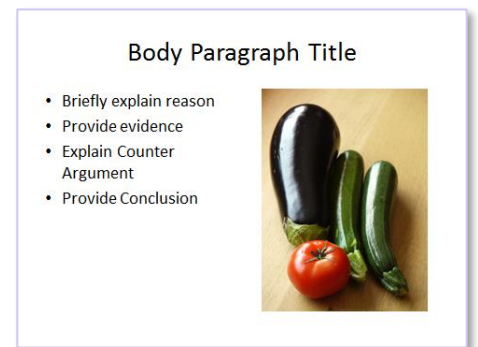 Body Paragraph Title
• Briefly explain reason
• Provide evidence
• Explain Counter
Argument
• Provide Conclusion